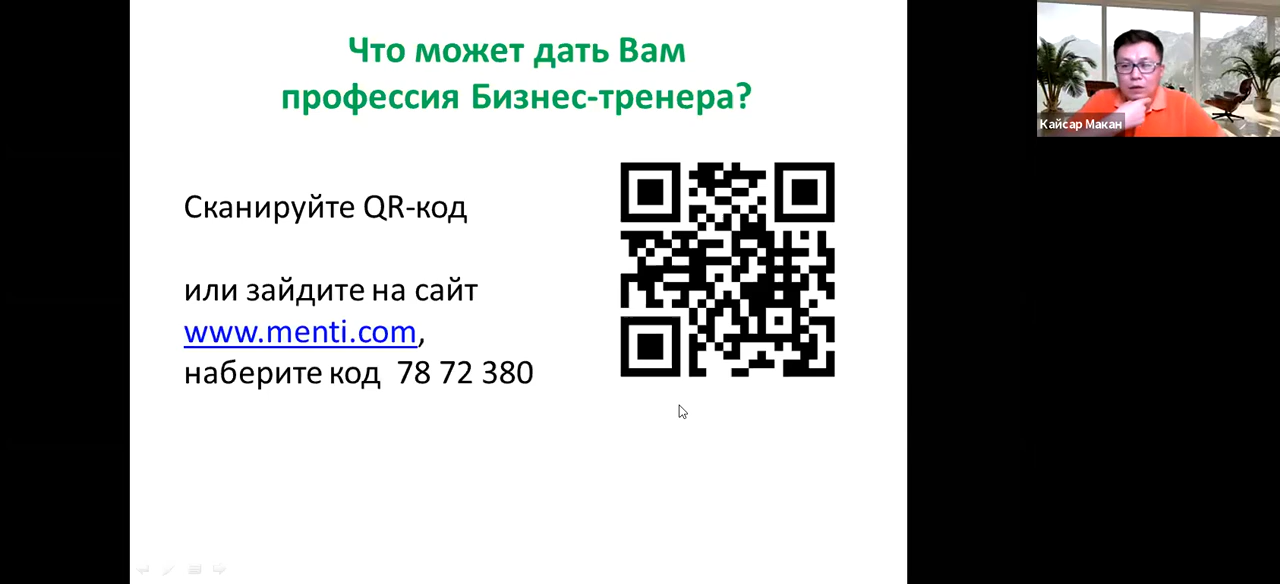 Что может дать Вам
профессия Бизнес-тренера?
Сканируйте QR-код
или зайдите на сайт
www.menti.com,
наберите код 78 72 380
Кайсар Макан